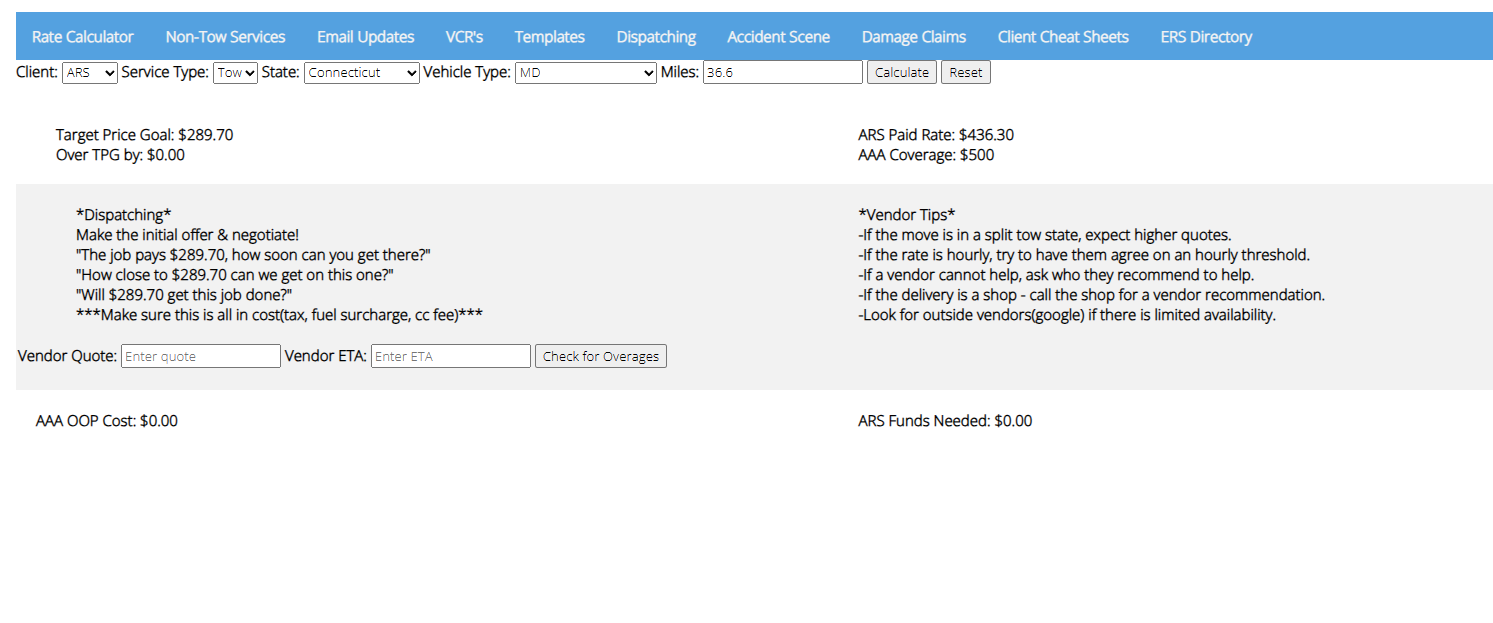 Rate Calculator Non-Tow Services Email Updates VCR's Templates Dispatching Accident Scene Damage Claims Client Cheat Sheets ERS Directory
Client: ARS Service Type: Tow State: Connecticut Vehicle Type: MD Miles: 36.6 Calculate Reset
Target Price Goal: $289.70
Over TPG by: $0.00
ARS Paid Rate: $436.30
AAA Coverage: $500
*Dispatching*
Make the initial offer & negotiate!
"The job pays $289.70, how soon can you get there?"
"How close to $289.70 can we get on this one?"
"Will $289.70 get this job done?"
***Make sure this is all in cost(tax, fuel surcharge, cc fee)***
*Vendor Tips*
-If the move is in a split tow state, expect higher quotes.
-If the rate is hourly, try to have them agree on an hourly threshold.
-If a vendor cannot help, ask who they recommend to help.
-If the delivery is a shop - call the shop for a vendor recommendation.
-Look for outside vendors(google) if there is limited availability.
Vendor Quote: Enter quote Vendor ETA: Enter ETA Check for Overages
AAA OOP Cost: $0.00
ARS Funds Needed: $0.00